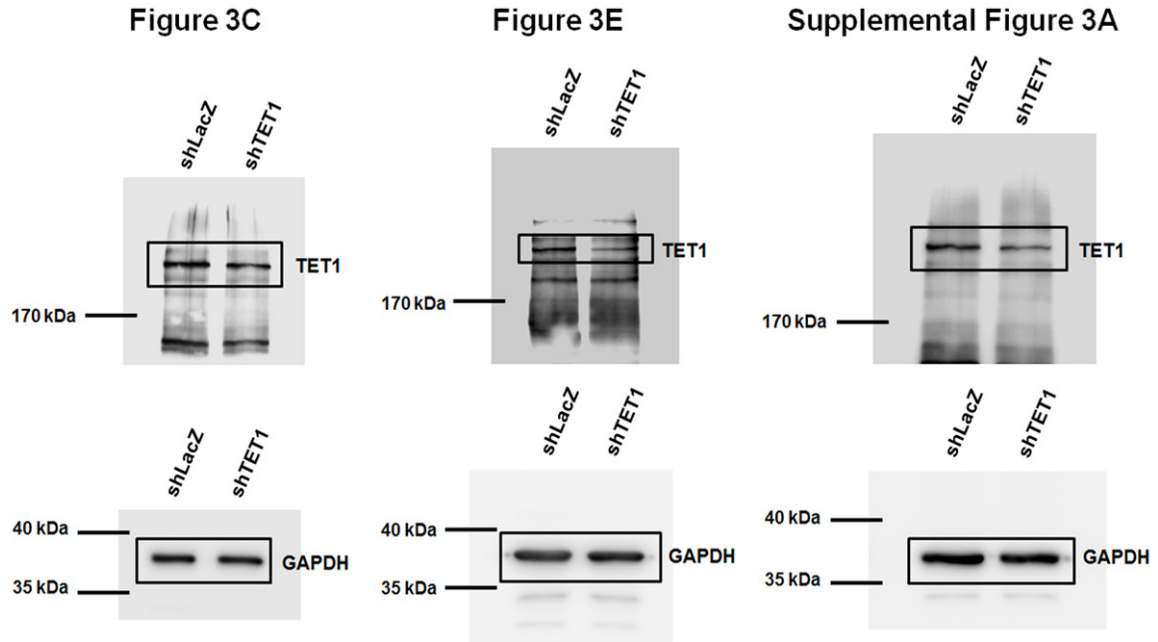 Figure 3C
shLacZ
shTET1
TET1
170 kDa
shLacZ
shTET1
40 kDa
GAPDH
35 kDa
Figure 3E
shLacZ
shTET1
TET1
170 kDa
shLacZ
shTET1
40 kDa
GAPDH
35 kDa
Supplemental Figure 3A
shLacZ
shTET1
TET1
170 kDa
shLacZ
shTET1
40 kDa
GAPDH
35 kDa